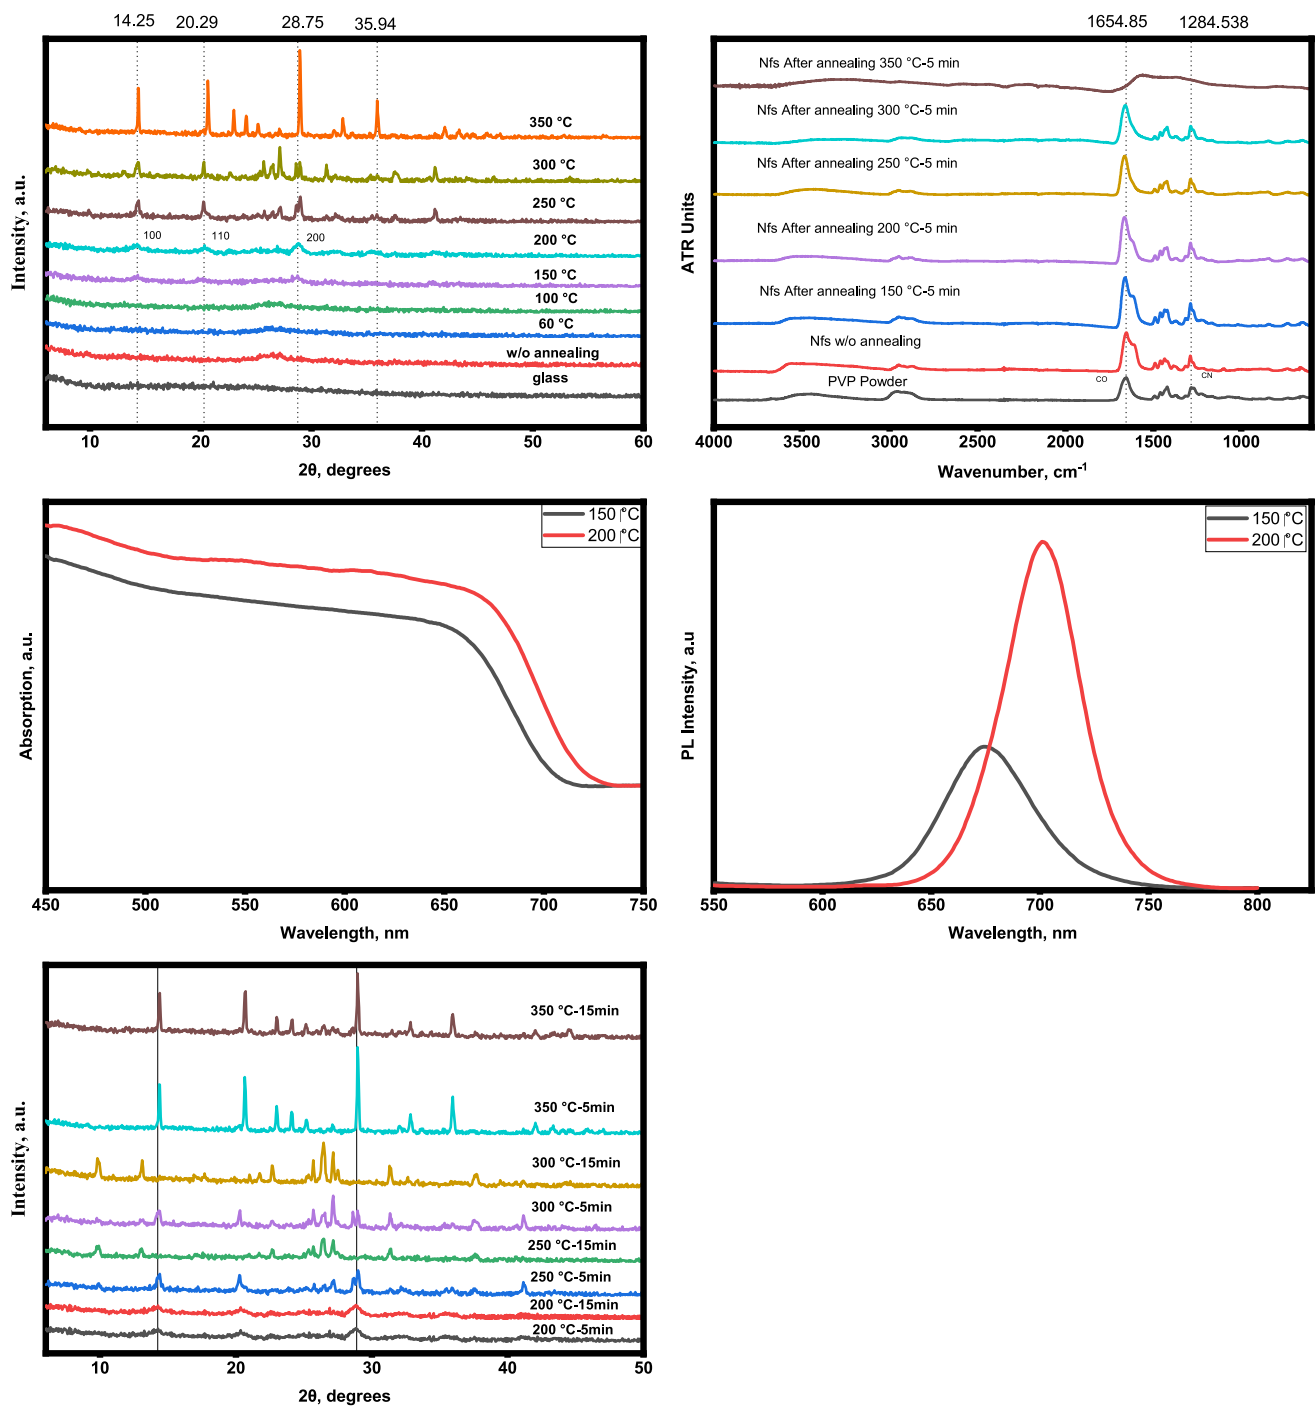 14.25 20.29 28.75 35.94
350 °C
300 °C
250 °C
100 110 200
200 °C
150 °C
100 °C
60 °C
w/o annealing
glass
Intensity, a.u.
10 20 30 40 50 60
2θ, degrees
1654.85 1284.538
Nfs After annealing 350 °C-5 min
Nfs After annealing 300 °C-5 min
Nfs After annealing 250 °C-5 min
Nfs After annealing 200 °C-5 min
Nfs After annealing 150 °C-5 min
Nfs w/o annealing
PVP Powder
CO CN
ATR Units
4000 3500 3000 2500 2000 1500 1000
Wavenumber, cm-1
150 °C
200 °C
Absorption, a.u.
450 500 550 600 650 700 750
Wavelength, nm
150 °C
200 °C
PL Intensity, a.u
550 600 650 700 750 800
Wavelength, nm
350 °C-15min
350 °C-5min
300 °C-15min
300 °C-5min
250 °C-15min
250 °C-5min
200 °C-15min
200 °C-5min
Intensity, a.u.
10 20 30 40 50
2θ, degrees